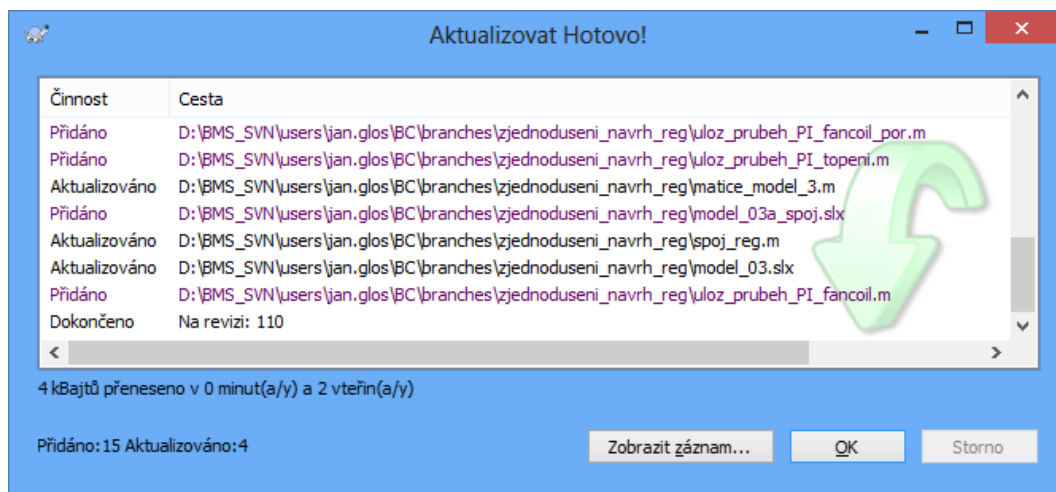 Aktualizovat Hotovo!
Činnost Cesta
Přidáno D:\BMS_SVN\users\jan.glos\BC\branches\zjednoduseni_navrh_reg\uloz_prubeh_PI_fancoil_por.m
Přidáno D:\BMS_SVN\users\jan.glos\BC\branches\zjednoduseni_navrh_reg\uloz_prubeh_PI_topeni.m
Aktualizováno D:\BMS_SVN\users\jan.glos\BC\branches\zjednoduseni_navrh_reg\matice_model_3.m
Přidáno D:\BMS_SVN\users\jan.glos\BC\branches\zjednoduseni_navrh_reg\model_03a_spoj.slx
Aktualizováno D:\BMS_SVN\users\jan.glos\BC\branches\zjednoduseni_navrh_reg\spoj_reg.m
Aktualizováno D:\BMS_SVN\users\jan.glos\BC\branches\zjednoduseni_navrh_reg\model_03.slx
Přidáno D:\BMS_SVN\users\jan.glos\BC\branches\zjednoduseni_navrh_reg\uloz_prubeh_PI_fancoil.m
Dokončeno Na revizi: 110
4 kBajtů přeneseno v 0 minut(a/y) a 2 vteřin(a/y)
Přidáno:15 Aktualizováno:4
Zobrazit záznam... OK Storno